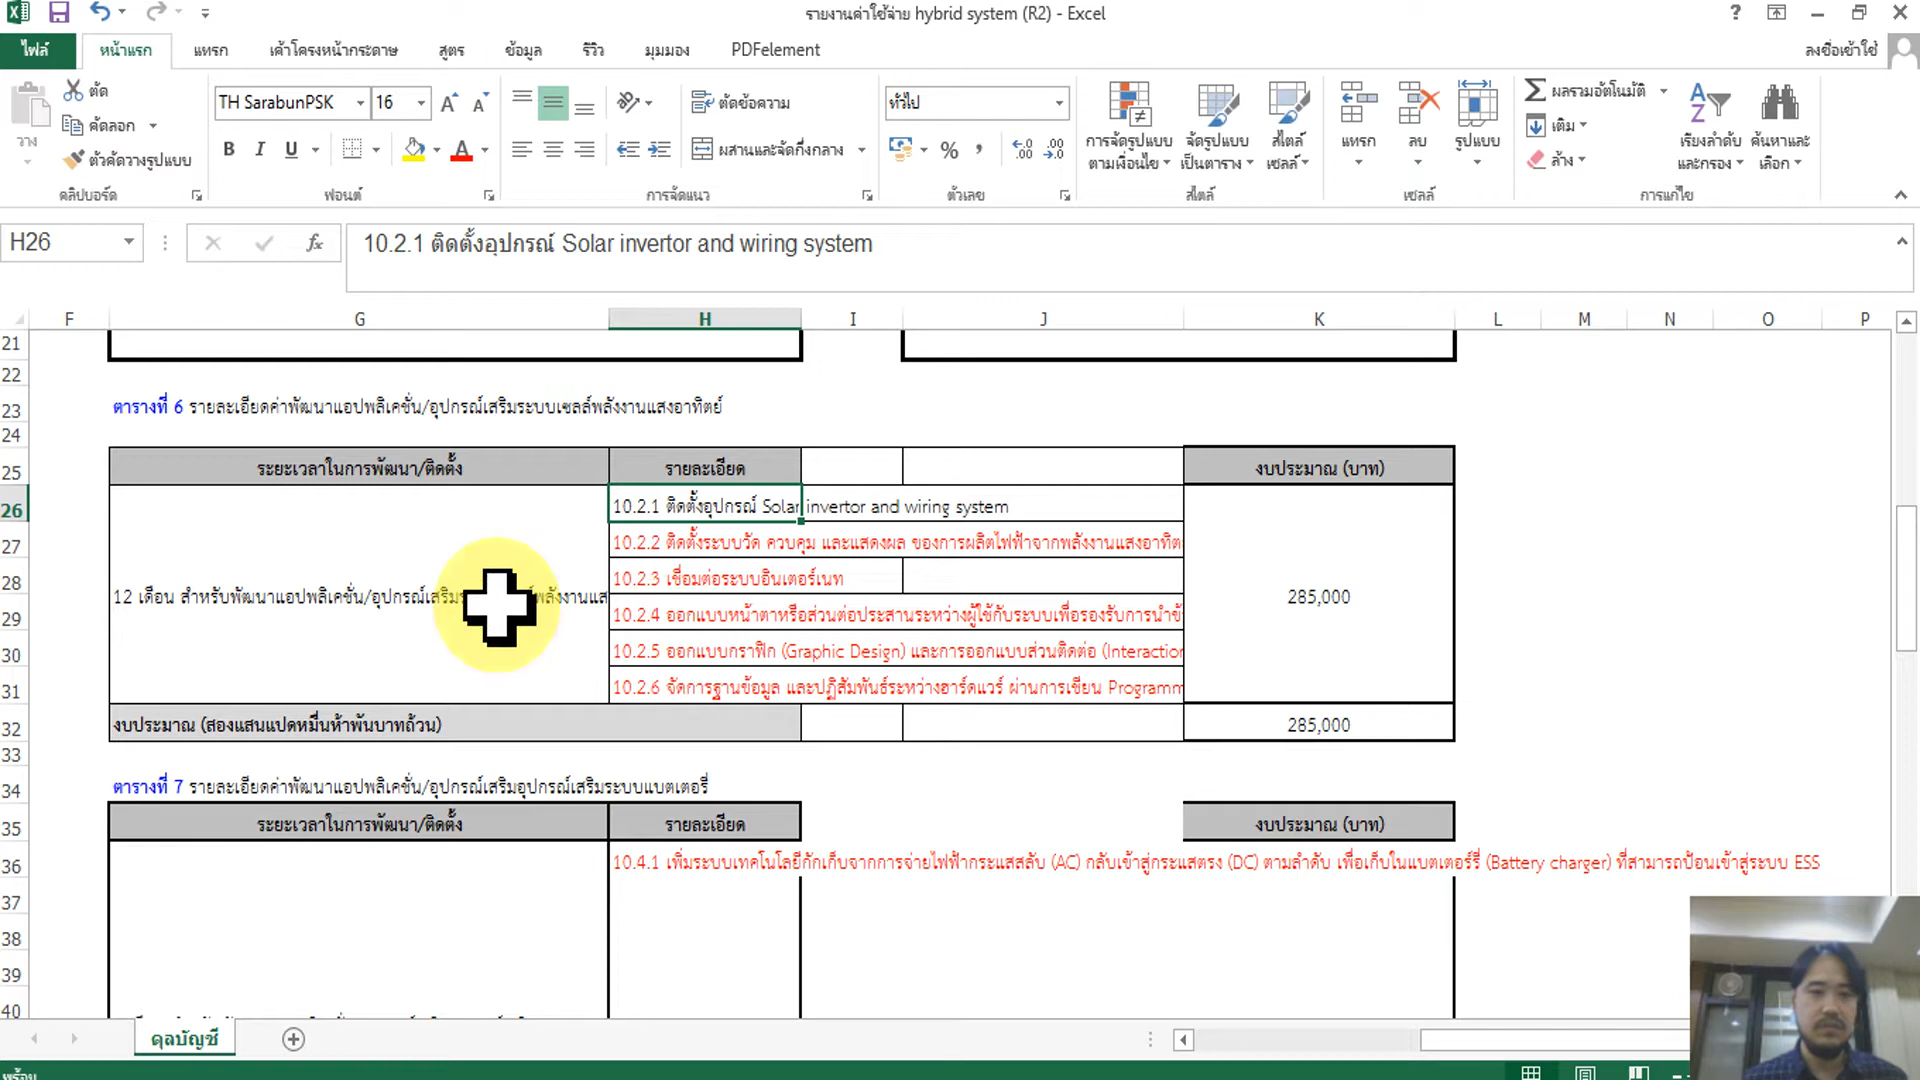 รายงานค่าใช้จ่าย hybrid system (R2) - Excel
ไฟล์ หน้าแรก แทรก เค้าโครงหน้ากระดาษ สูตร ข้อมูล รีวิว มุมมอง PDFelement ลงชื่อเข้าใช้
วาง
ตัด
คัดลอก
ตัวคัดวางรูปแบบ
คลิปบอร์ด
TH SarabunPSK 16
B I U
ฟอนต์
ตัดข้อความ
ผสานและจัดกึ่งกลาง
การจัดแนว
ทั่วไป
ตัวเลข
การจัดรูปแบบ ตามเงื่อนไข
จัดรูปแบบ เป็นตาราง
สไตล์ เซลล์
สไตล์
แทรก ลบ รูปแบบ
เซลล์
ผลรวมอัตโนมัติ
เติม
ล้าง
เรียงลำดับ และกรอง
ค้นหาและ เลือก
การแก้ไข
H26 fx 10.2.1 ติดตั้งอุปกรณ์ Solar invertor and wiring system
F G H I J K L M N O P
21
22
23 ตารางที่ 6 รายละเอียดค่าพัฒนาแอปพลิเคชั่น/อุปกรณ์เสริมระบบเซลล์พลังงานแสงอาทิตย์
24
25 ระยะเวลาในการพัฒนา/ติดตั้ง รายละเอียด งบประมาณ (บาท)
26 10.2.1 ติดตั้งอุปกรณ์ Solar invertor and wiring system
27 10.2.2 ติดตั้งระบบวัด ควบคุม และแสดงผล ของการผลิตไฟฟ้าจากพลังงานแสงอาทิต
28 10.2.3 เชื่อมต่อระบบอินเตอร์เนท
12 เดือน สำหรับพัฒนาแอปพลิเคชั่น/อุปกรณ์เสริ พลังงานแส 285,000
29 10.2.4 ออกแบบหน้าตาหรือส่วนต่อประสานระหว่างผู้ใช้กับระบบเพื่อรองรับการนำข้
30 10.2.5 ออกแบบกราฟิก (Graphic Design) และการออกแบบส่วนติดต่อ (Interaction
31 10.2.6 จัดการฐานข้อมูล และปฏิสัมพันธ์ระหว่างฮาร์ดแวร์ ผ่านการเขียน Programm
32 งบประมาณ (สองแสนแปดหมื่นห้าพันบาทถ้วน) 285,000
33
34 ตารางที่ 7 รายละเอียดค่าพัฒนาแอปพลิเคชั่น/อุปกรณ์เสริมอุปกรณ์เสริมระบบแบตเตอรี่
35 ระยะเวลาในการพัฒนา/ติดตั้ง รายละเอียด งบประมาณ (บาท)
36 10.4.1 เพิ่มระบบเทคโนโลยีกักเก็บจากการจ่ายไฟฟ้ากระแสสลับ (AC) กลับเข้าสู่กระแสตรง (DC) ตามลำดับ เพื่อเก็บในแบตเตอร์รี่ (Battery charger) ที่สามารถป้อนเข้าสู่ระบบ ESS
37
38
39
40
ดุลบัญชี
พร้อม